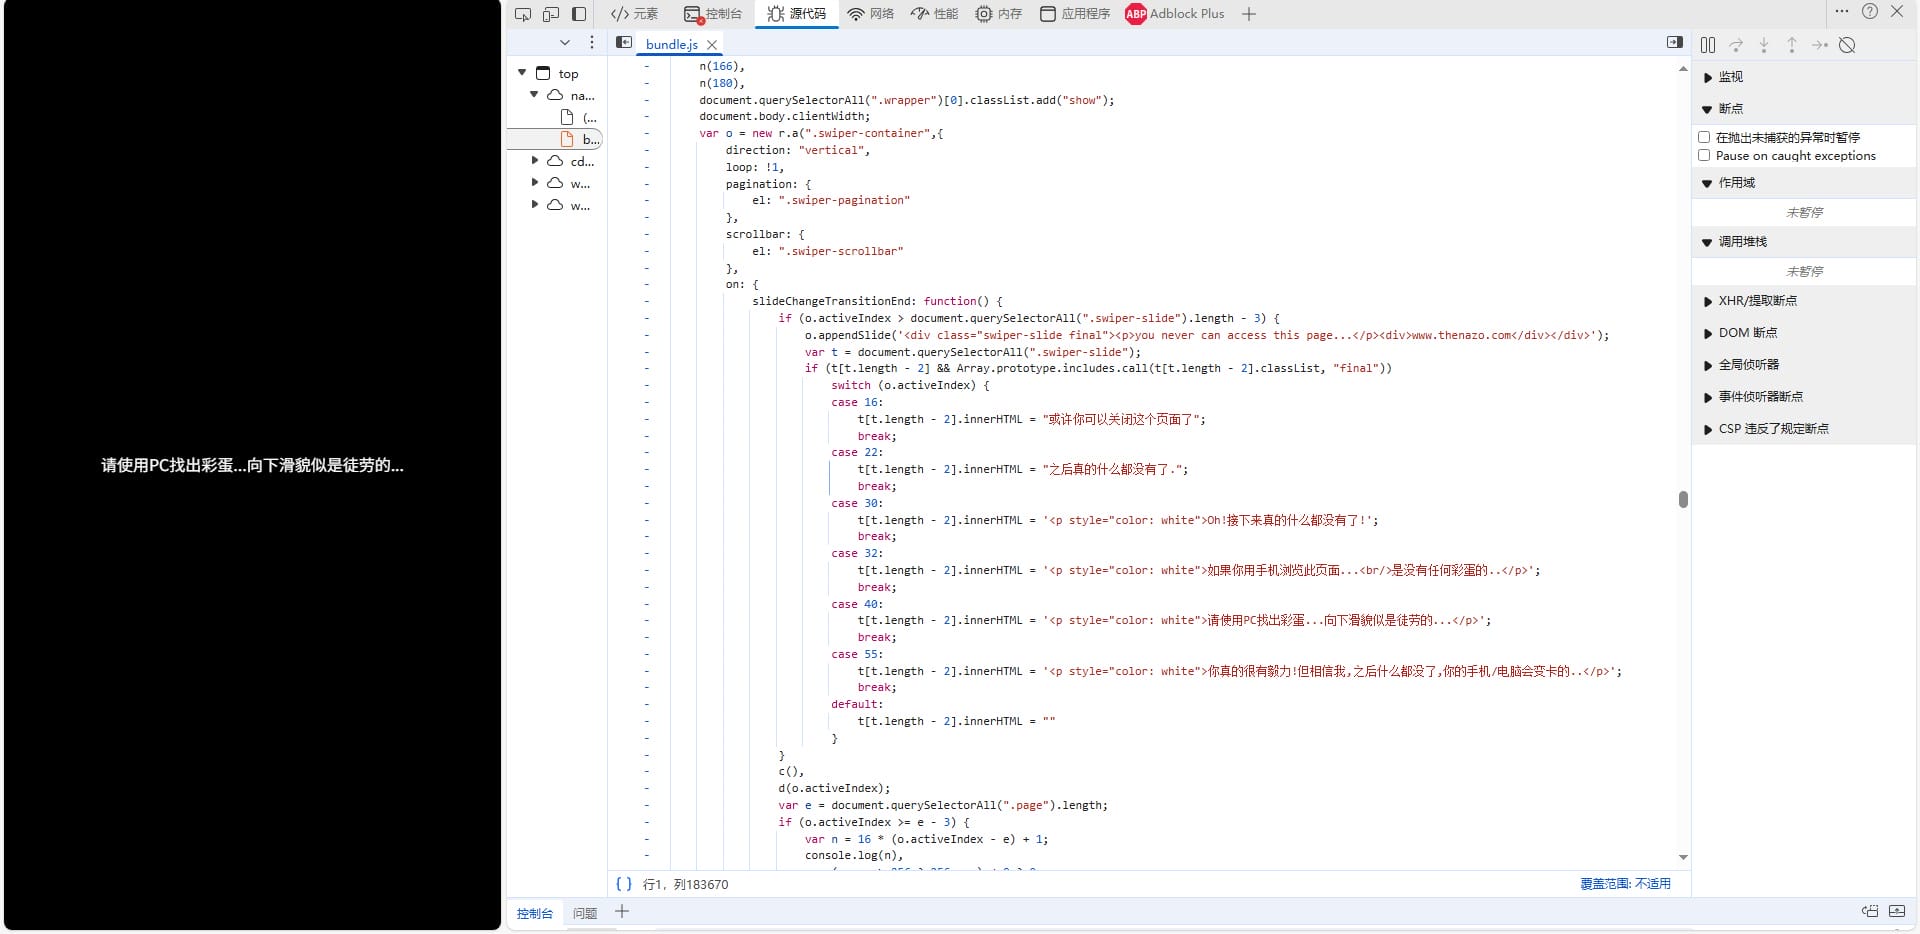 请使用PC找出彩蛋...向下滑貌似是徒劳的...
元素
控制台
源代码
网络
性能
内存
应用程序
ABP Adblock Plus
bundle.js
top
na...
(...
b...
cd...
w...
w...
n(166),
n(180),
document.querySelectorAll(".wrapper")[0].classList.add("show");
document.body.clientWidth;
var o = new r.a(".swiper-container",{
direction: "vertical",
loop: !1,
pagination: {
el: ".swiper-pagination"
},
scrollbar: {
el: ".swiper-scrollbar"
},
on: {
slideChangeTransitionEnd: function() {
if (o.activeIndex > document.querySelectorAll(".swiper-slide").length - 3) {
o.appendSlide('<div class="swiper-slide final"><p>you never can access this page...</p><div>www.thenazo.com</div></div>');
var t = document.querySelectorAll(".swiper-slide");
if (t[t.length - 2] && Array.prototype.includes.call(t[t.length - 2].classList, "final"))
switch (o.activeIndex) {
case 16:
t[t.length - 2].innerHTML = "或许你可以关闭这个页面了";
break;
case 22:
t[t.length - 2].innerHTML = "之后真的什么都没有了.";
break;
case 30:
t[t.length - 2].innerHTML = '<p style="color: white">Oh!接下来真的什么都没有了!';
break;
case 32:
t[t.length - 2].innerHTML = '<p style="color: white">如果你用手机浏览此页面...<br/>是没有任何彩蛋的..</p>';
break;
case 40:
t[t.length - 2].innerHTML = '<p style="color: white">请使用PC找出彩蛋...向下滑貌似是徒劳的...</p>';
break;
case 55:
t[t.length - 2].innerHTML = '<p style="color: white">你真的很有毅力!但相信我,之后什么都没了,你的手机/电脑会变卡的..</p>';
break;
default:
t[t.length - 2].innerHTML = ""
}
}
c(),
d(o.activeIndex);
var e = document.querySelectorAll(".page").length;
if (o.activeIndex >= e - 3) {
var n = 16 * (o.activeIndex - e) + 1;
console.log(n),
行1，列183670
覆盖范围: 不适用
控制台
问题
监视
断点
在抛出未捕获的异常时暂停
Pause on caught exceptions
作用域
未暂停
调用堆栈
未暂停
XHR/提取断点
DOM 断点
全局侦听器
事件侦听器断点
CSP 违反了规定断点